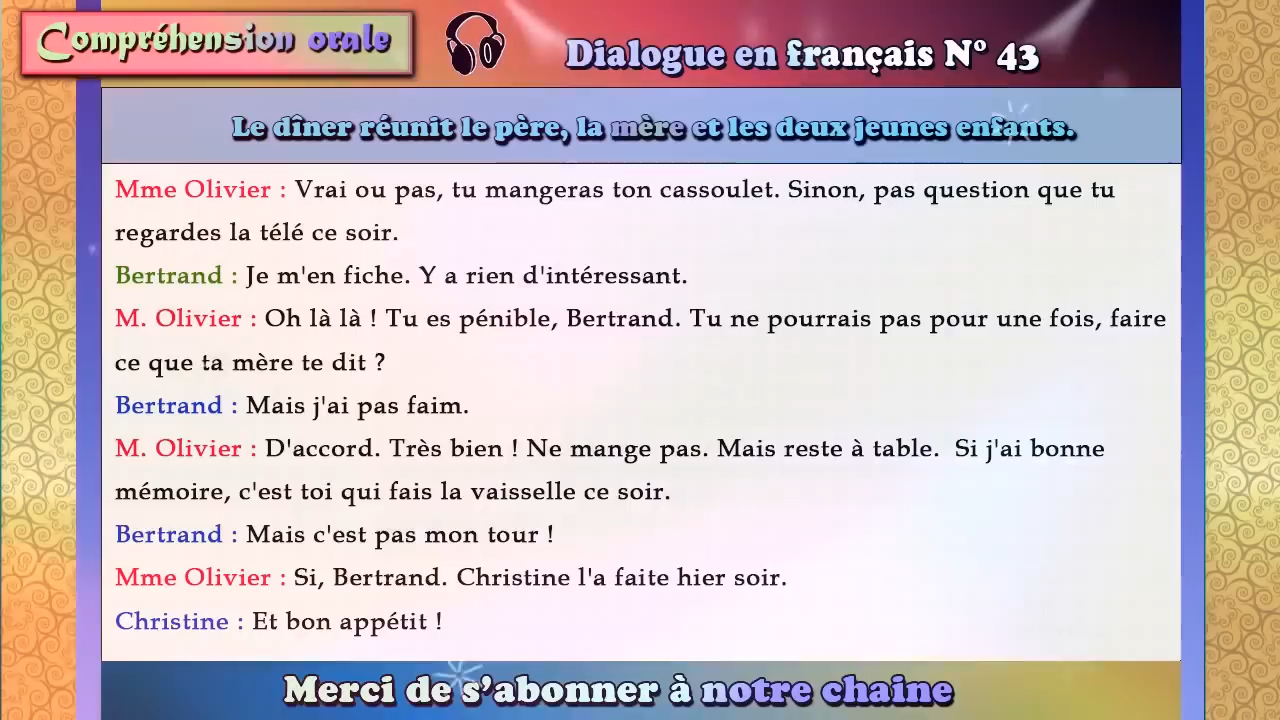 Compréhension orale
Dialogue en français N° 43
Le dîner réunit le père, la mère et les deux jeunes enfants.
Mme Olivier : Vrai ou pas, tu mangeras ton cassoulet. Sinon, pas question que tu
regardes la télé ce soir.
Bertrand : Je m'en fiche. Y a rien d'intéressant.
M. Olivier : Oh là là ! Tu es pénible, Bertrand. Tu ne pourrais pas pour une fois, faire
ce que ta mère te dit ?
Bertrand : Mais j'ai pas faim.
M. Olivier : D'accord. Très bien ! Ne mange pas. Mais reste à table.  Si j'ai bonne
mémoire, c'est toi qui fais la vaisselle ce soir.
Bertrand : Mais c'est pas mon tour !
Mme Olivier : Si, Bertrand. Christine l'a faite hier soir.
Christine : Et bon appétit !
Merci de s’abonner à notre chaine